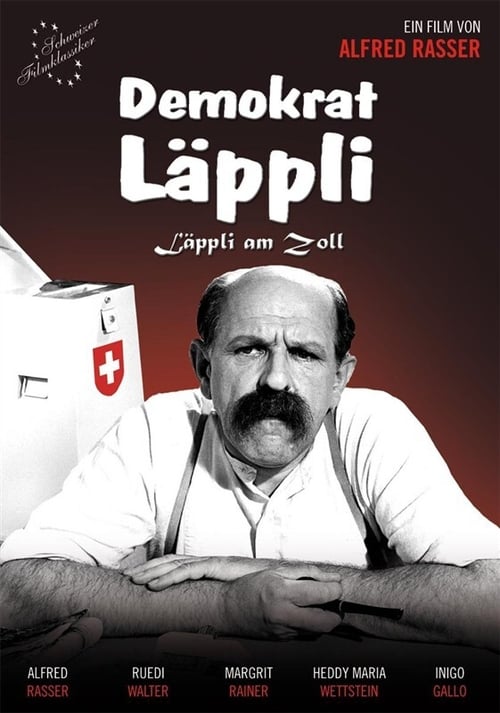 Schweizer
Filmklassiker
EIN FILM VON
ALFRED RASSER
Demokrat
Läppli
Läppli am Zoll
ALFRED RUEDI MARGRIT HEDDY MARIA INIGO
RASSER WALTER RAINER WETTSTEIN GALLO